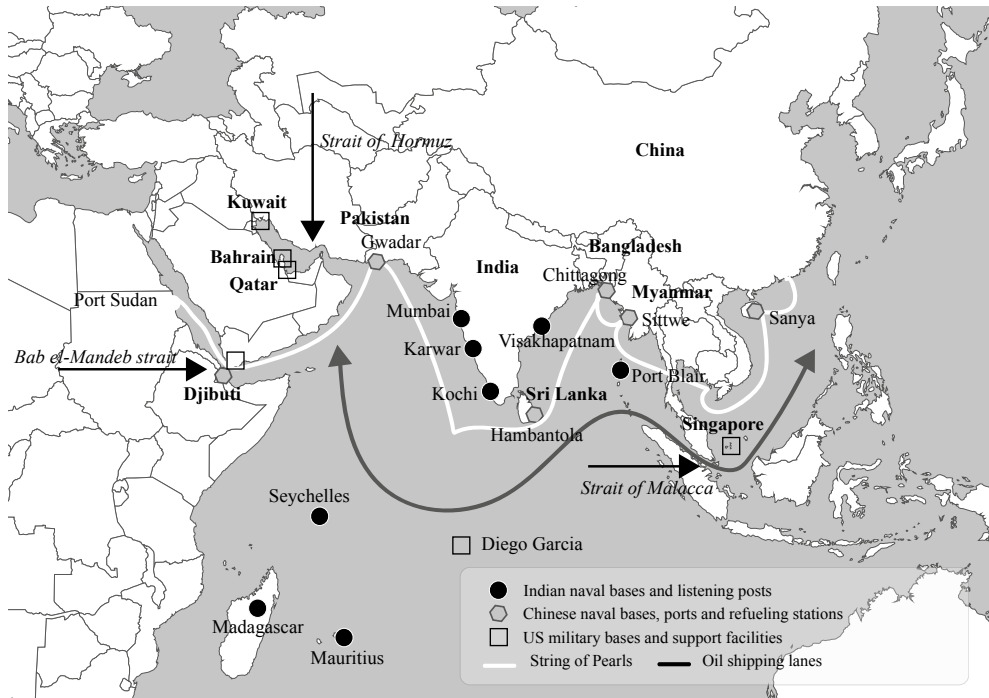 Strait of Hormuz
China
Kuwait
Pakistan
Gwadar
Bangladesh
Bahrain
India
Qatar
Chittagong
Myanmar
Port Sudan
Mumbai
Sittwe
Sanya
Visakhapatnam
Karwar
Bab el-Mandeb strait
Port Blair
Djibuti
Kochi
Sri Lanka
Hambantola
Singapore
Strait of Malacca
Seychelles
Diego Garcia
Indian naval bases and listening posts
Chinese naval bases, ports and refueling stations
Madagascar
US military bases and support facilities
Mauritius
String of Pearls
Oil shipping lanes